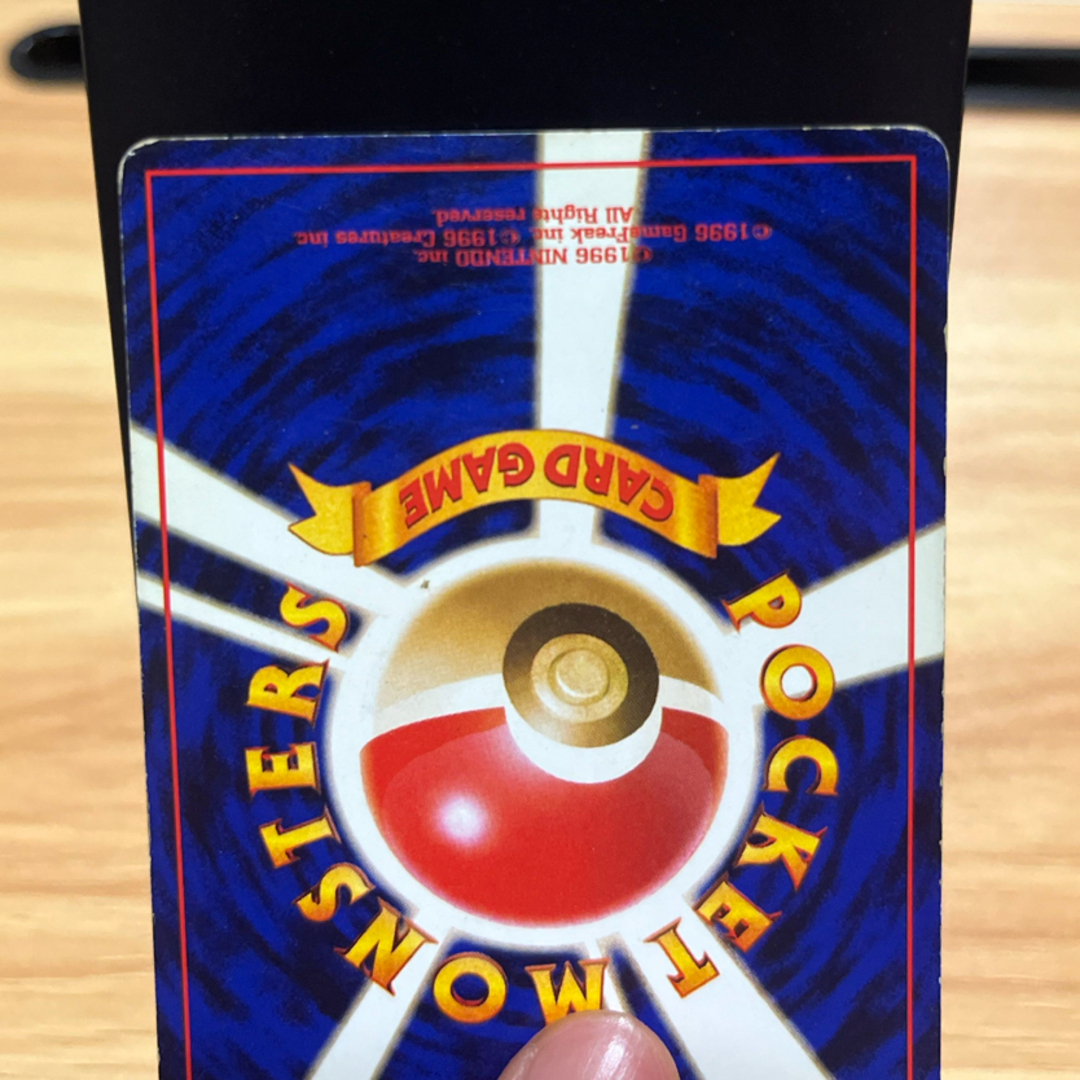 POCKET MONSTERS
CARD GAME
©1996 NINTENDO inc.
©1996 GameFreak inc. ©1996 Creatures inc.
All Rights reserved.